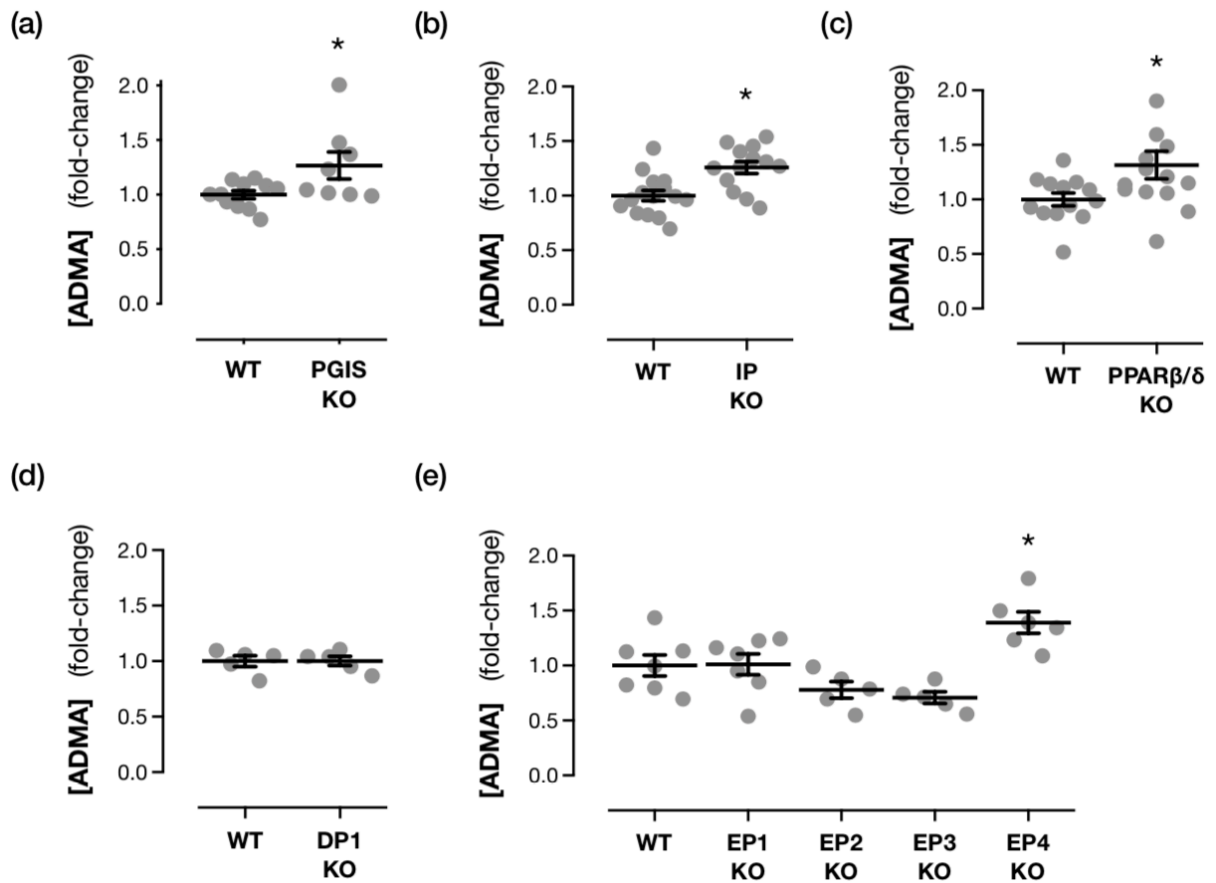 (a)
*
[ADMA] (fold-change)
2.0
1.5
1.0
0.5
0.0
WT
PGIS
KO
(b)
*
[ADMA] (fold-change)
2.0
1.5
1.0
0.5
0.0
WT
IP
KO
(c)
*
[ADMA] (fold-change)
2.0
1.5
1.0
0.5
0.0
WT
PPARβ/δ
KO
(d)
[ADMA] (fold-change)
2.0
1.5
1.0
0.5
0.0
WT
DP1
KO
(e)
*
[ADMA] (fold-change)
2.0
1.5
1.0
0.5
0.0
WT
EP1
KO
EP2
KO
EP3
KO
EP4
KO